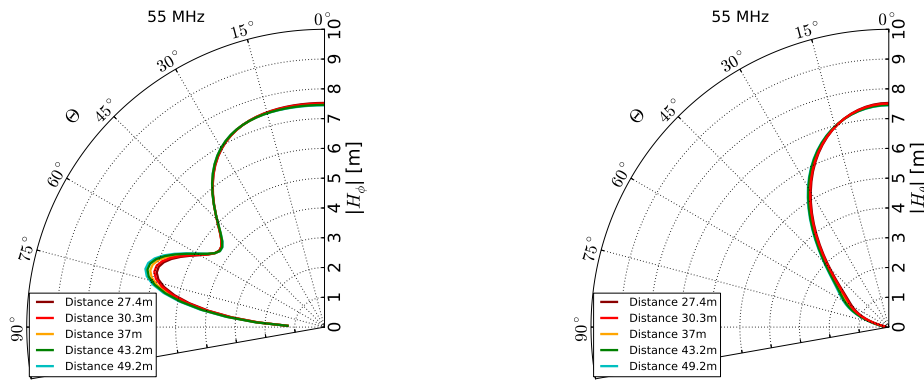 55 MHz
0°
15°
30°
45°
60°
75°
90°
Θ
10
9
8
7
6
5
4
3
2
1
0
|H_ϕ| [m]
Distance 27.4m
Distance 30.3m
Distance 37m
Distance 43.2m
Distance 49.2m
55 MHz
0°
15°
30°
45°
60°
75°
90°
Θ
10
9
8
7
6
5
4
3
2
1
0
|H_θ| [m]
Distance 27.4m
Distance 30.3m
Distance 37m
Distance 43.2m
Distance 49.2m